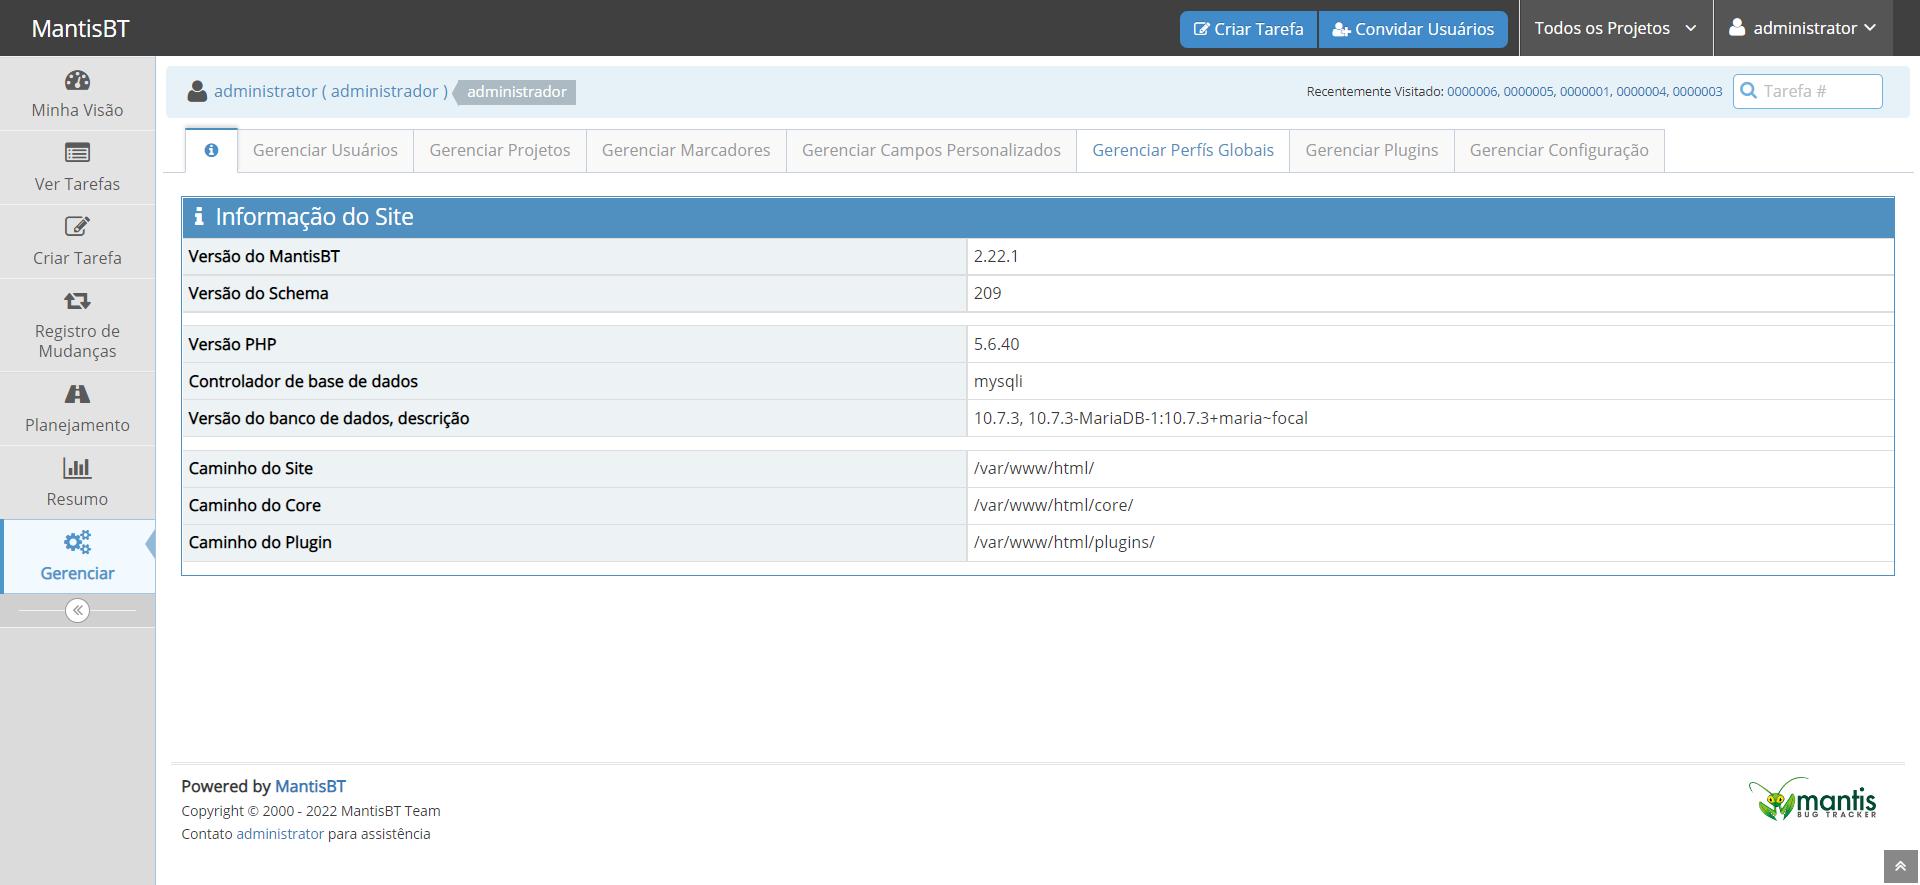 MantisBT
Criar Tarefa
Convidar Usuários
Todos os Projetos
administrator
Minha Visão
Ver Tarefas
Criar Tarefa
Registro de
Mudanças
Planejamento
Resumo
Gerenciar
administrator ( administrador )
administrador
Recentemente Visitado: 0000006, 0000005, 0000001, 0000004, 0000003
Tarefa #
Gerenciar Usuários
Gerenciar Projetos
Gerenciar Marcadores
Gerenciar Campos Personalizados
Gerenciar Perfís Globais
Gerenciar Plugins
Gerenciar Configuração
Informação do Site
Versão do MantisBT 2.22.1
Versão do Schema 209
Versão PHP 5.6.40
Controlador de base de dados mysqli
Versão do banco de dados, descrição 10.7.3, 10.7.3-MariaDB-1:10.7.3+maria~focal
Caminho do Site /var/www/html/
Caminho do Core /var/www/html/core/
Caminho do Plugin /var/www/html/plugins/
Powered by MantisBT
Copyright © 2000 - 2022 MantisBT Team
Contato administrator para assistência
mantis
BUG TRACKER